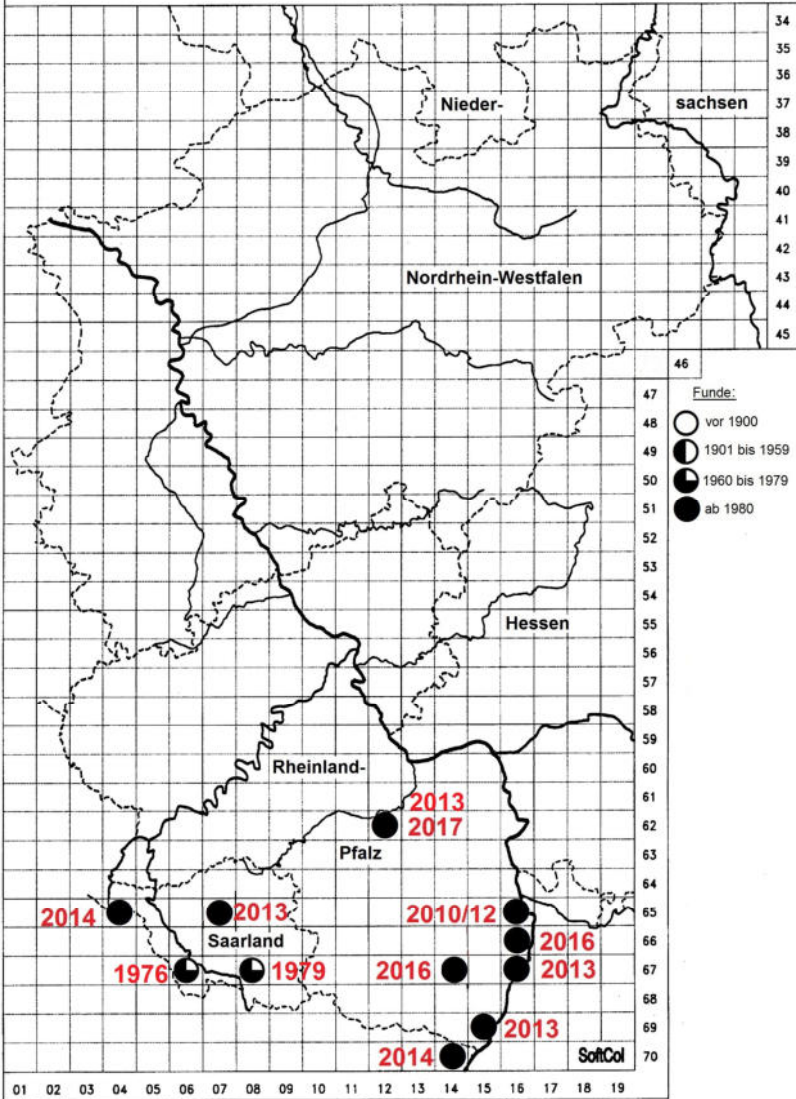 34
35
36
Nieder- sachsen 37
38
39
40
41
42
Nordrhein-Westfalen 43
44
45
46
47
Funde:
48
vor 1900
49
1901 bis 1959
50
1960 bis 1979
51
ab 1980
52
53
54
Hessen 55
56
57
58
59
Rheinland- 60
61
2013
2017 62
Pfalz 63
64
2014 2013 2010/12 65
Saarland 2016 66
1976 1979 2016 2013 67
68
2013 69
2014 SoftCol 70
01 02 03 04 05 06 07 08 09 10 11 12 13 14 15 16 17 18 19